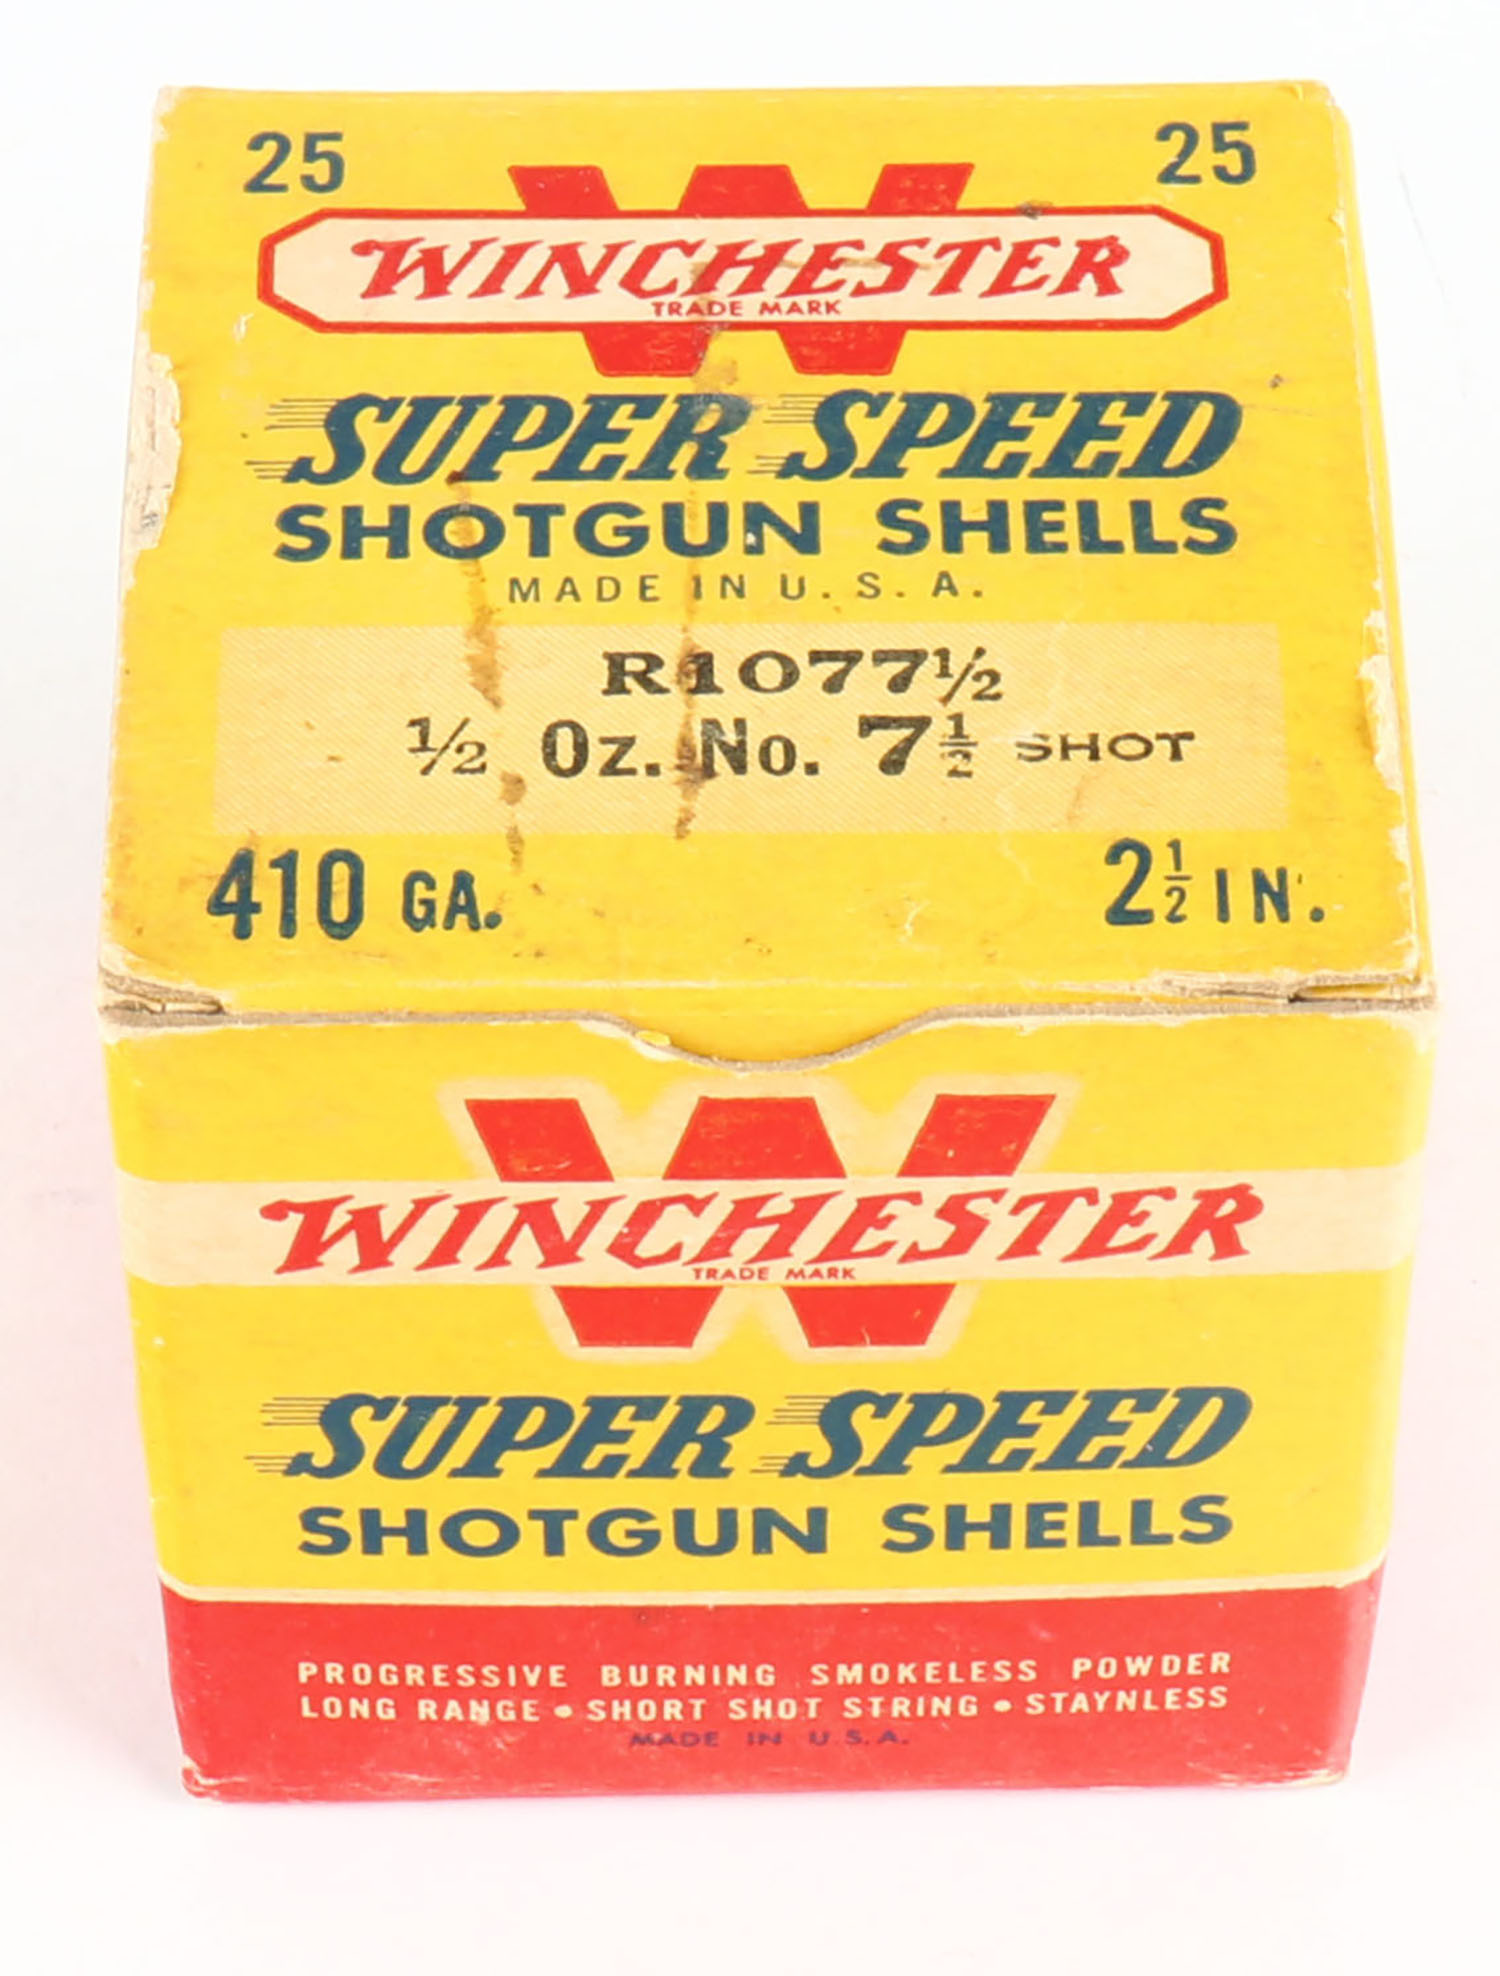 25 25
WINCHESTER
TRADE MARK
SUPER SPEED
SHOTGUN SHELLS
MADE IN U.S.A.
R1077½
½ Oz. No. 7½ SHOT
410 GA. 2½ IN.
WINCHESTER
TRADE MARK
SUPER SPEED
SHOTGUN SHELLS
PROGRESSIVE BURNING SMOKELESS POWDER
LONG RANGE • SHORT SHOT STRING • STAYNLESS
MADE IN U.S.A.